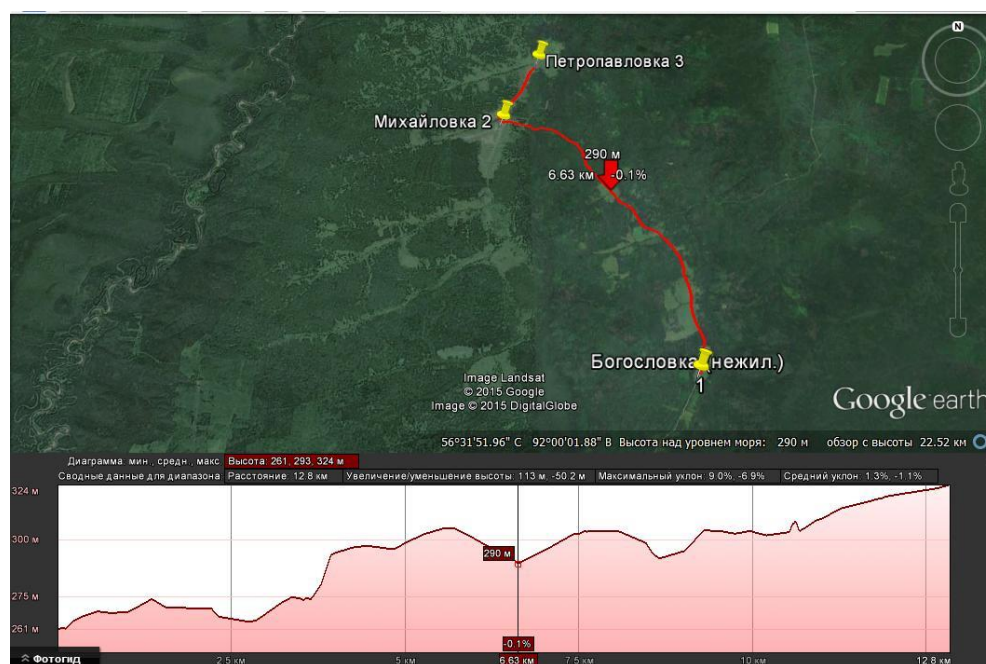 N
Петропавловка 3
Михайловка 2
290 м
6.63 км -0.1%
Богословка (нежил.)
1
Image Landsat
© 2015 Google
Image © 2015 DigitalGlobe
Google earth
56°31'51.96" С 92°00'01.88" В Высота над уровнем моря: 290 м обзор с высоты 22.52 км
Диаграмма: мин., средн., макс Высота: 261, 293, 324 м
Сводные данные для диапазона Расстояние: 12.8 км Увеличение/уменьшение высоты: 113 м, -50.2 м Максимальный уклон: 9.0%, -6.9% Средний уклон: 1.3%, -1.1%
324 м
300 м
290 м
275 м
261 м
-0.1%
Фотогид 2.5 км 5 км 6.63 км 7.5 км 10 км 12.8 км